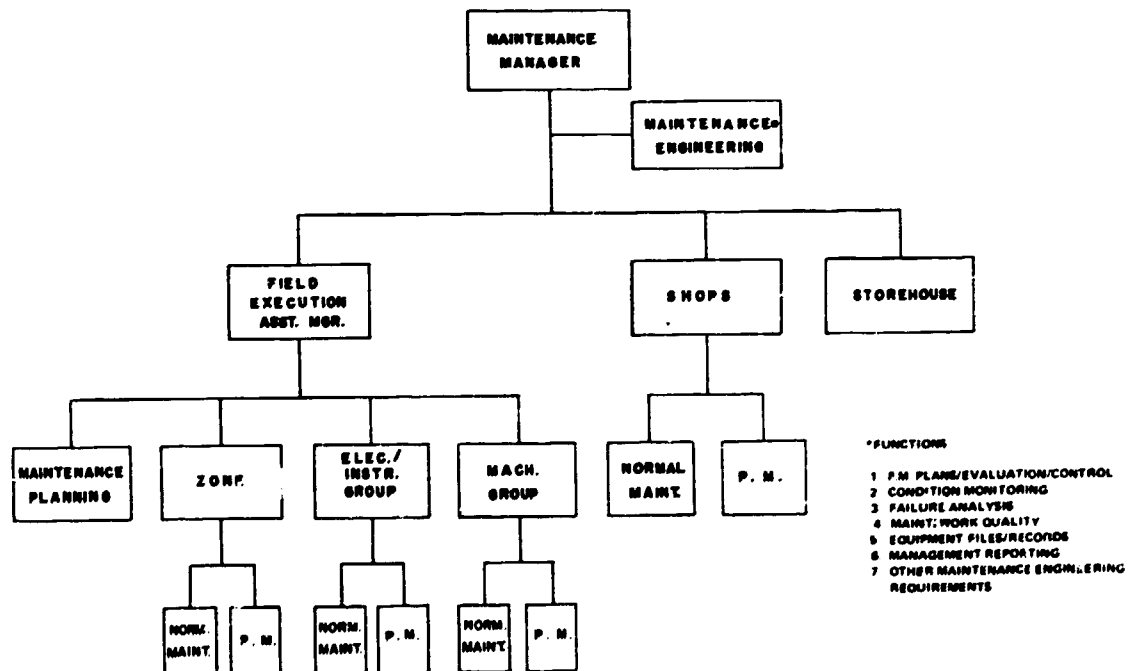 MAINTENANCE
MANAGER
MAINTENANCE*
ENGINEERING
FIELD
EXECUTION
ASST. MGR.
SHOPS
STOREHOUSE
MAINTENANCE
PLANNING
ZONE
ELEC./
INSTR.
GROUP
MACH.
GROUP
NORMAL
MAINT.
P. M.
NORM.
MAINT.
P. M.
NORM.
MAINT.
P. M.
NORM.
MAINT.
P. M.
*FUNCTIONS
1 P.M PLANS/EVALUATION/CONTROL
2 CONDITION MONITORING
3 FAILURE ANALYSIS
4 MAINT; WORK QUALITY
5 EQUIPMENT FILES/RECORDS
6 MANAGEMENT REPORTING
7 OTHER MAINTENANCE ENGINEERING
REQUIREMENTS